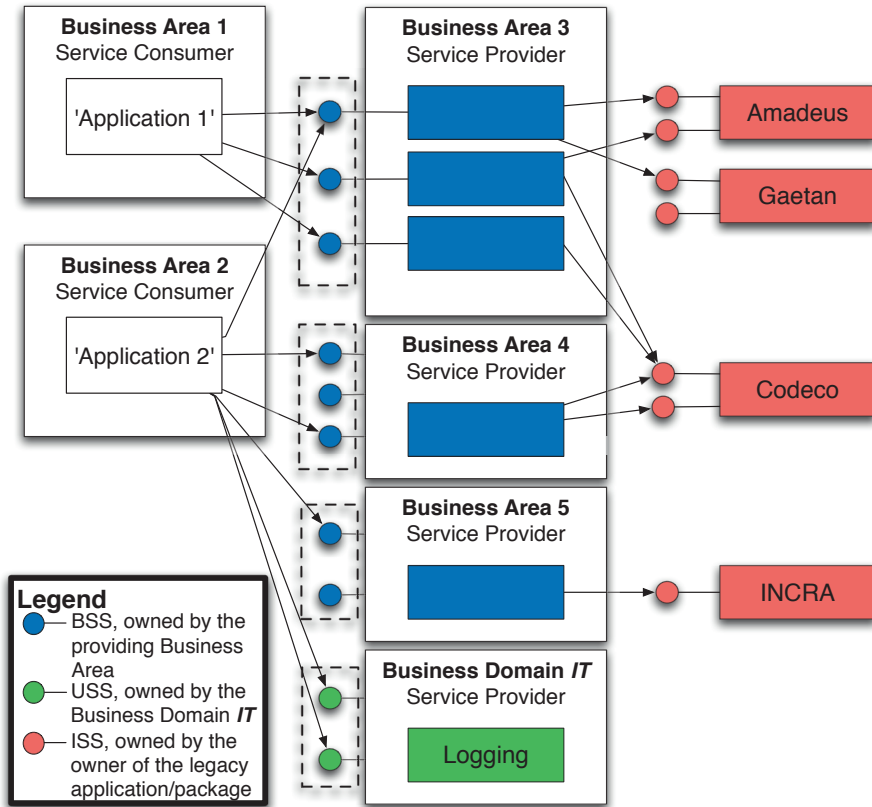 Business Area 1
Service Consumer
'Application 1'
Business Area 2
Service Consumer
'Application 2'
Business Area 3
Service Provider
Business Area 4
Service Provider
Business Area 5
Service Provider
Business Domain IT
Service Provider
Logging
Amadeus
Gaetan
Codeco
INCRA
Legend
BSS, owned by the
providing Business
Area
USS, owned by the
Business Domain IT
ISS, owned by the
owner of the legacy
application/package